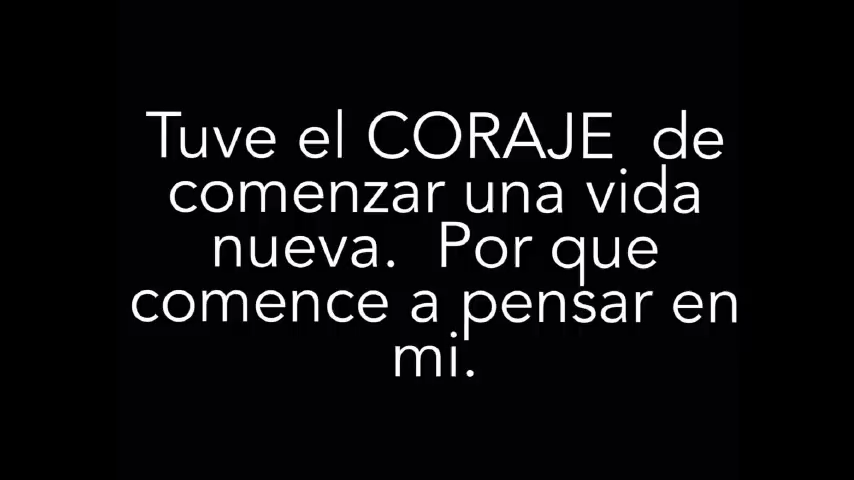 Tuve el CORAJE  de
comenzar una vida
nueva.  Por que
comence a pensar en
mi.